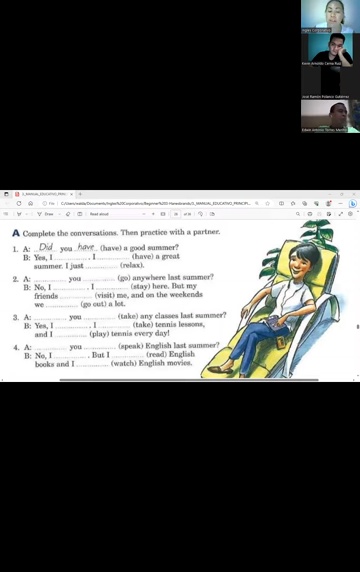 Read aloud
A Complete the conversations. Then practice with a partner.
1. A: Did you have (have) a good summer?
B: Yes, I ............ . I ............ (have) a great
summer. I just ............ (relax).
2. A: ............ you ............ (go) anywhere last summer?
B: No, I ............ . I ............ (stay) here. But my
friends ............ (visit) me, and on the weekends
we ............ (go out) a lot.
3. A: ............ you ............ (take) any classes last summer?
B: Yes, I ............ . I ............ (take) tennis lessons,
and I ............ (play) tennis every day!
4. A: ............ you ............ (speak) English last summer?
B: No, I ............ . But I ............ (read) English
books and I ............ (watch) English movies.